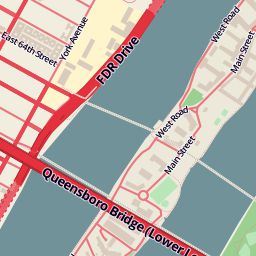 West Road
Main Street
York Avenue
East 64th Street
FDR Drive
West Road
Main Street
Queensboro Bridge (Lower Le